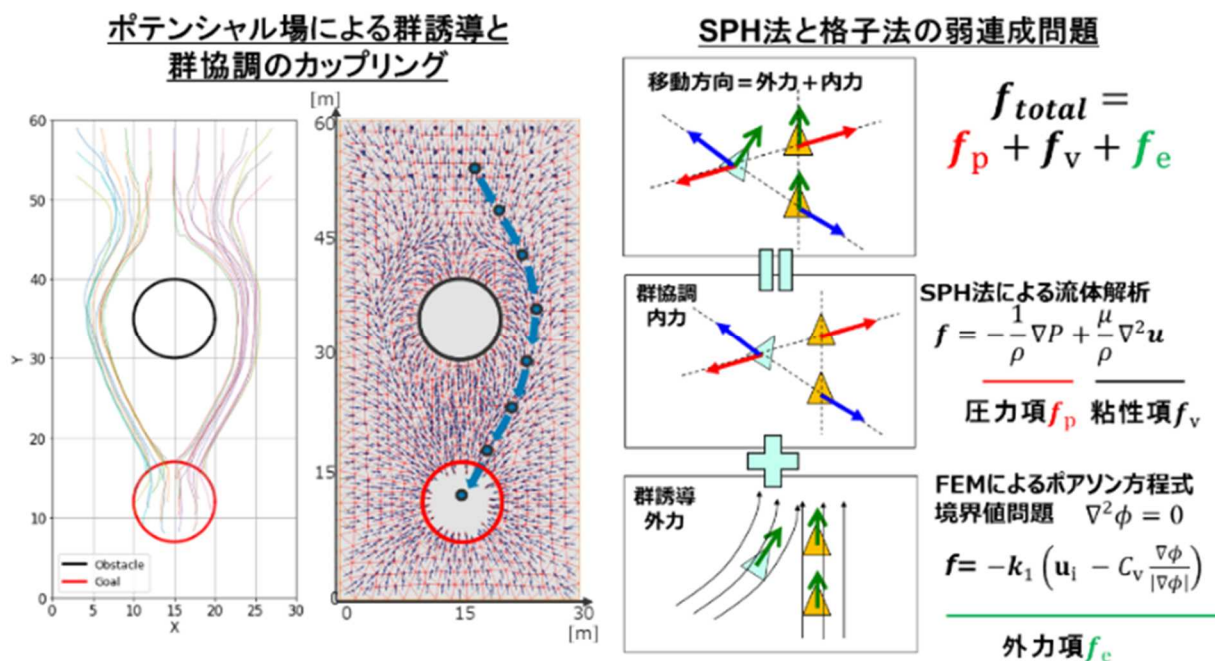 ポテンシャル場による群誘導と
群協調のカップリング
[m]
60
50
40
30
20
10
0
Y
0 5 10 15 20 25 30
X
Obstacle
Goal
60
45
30
15
0 15 30
[m]
SPH法と格子法の弱連成問題
移動方向=外力+内力
f_total =
f_p + f_v + f_e
群協調
内力
SPH法による流体解析
f = -1/ρ ∇P + μ/ρ ∇²u
圧力項f_p 粘性項f_v
群誘導
外力
FEMによるポアソン方程式
境界値問題 ∇²ϕ = 0
f= -k₁ (u_i - C_v ∇ϕ/|∇ϕ|)
外力項f_e